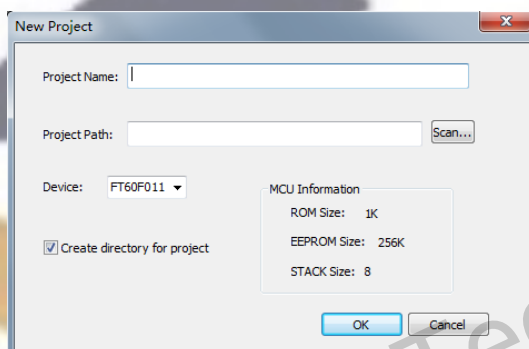 New Project
Project Name:
Project Path:
Scan...
Device: FT60F011
MCU Information
ROM Size: 1K
EEPROM Size: 256K
STACK Size: 8
Create directory for project
OK Cancel